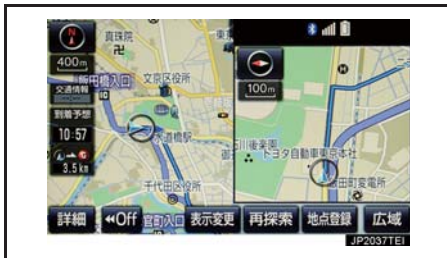 N
400m
交通情報
到着予想
10:57
G
3.5km
真珠院
飯田橋入口
文京区役所
水道橋駅
千代田区役所
官町入口
100m
川後楽園
トヨタ自動車東京本社
飯田町変電所
詳細
Off
表示変更
再探索
地点登録
広域
JP2037TEI